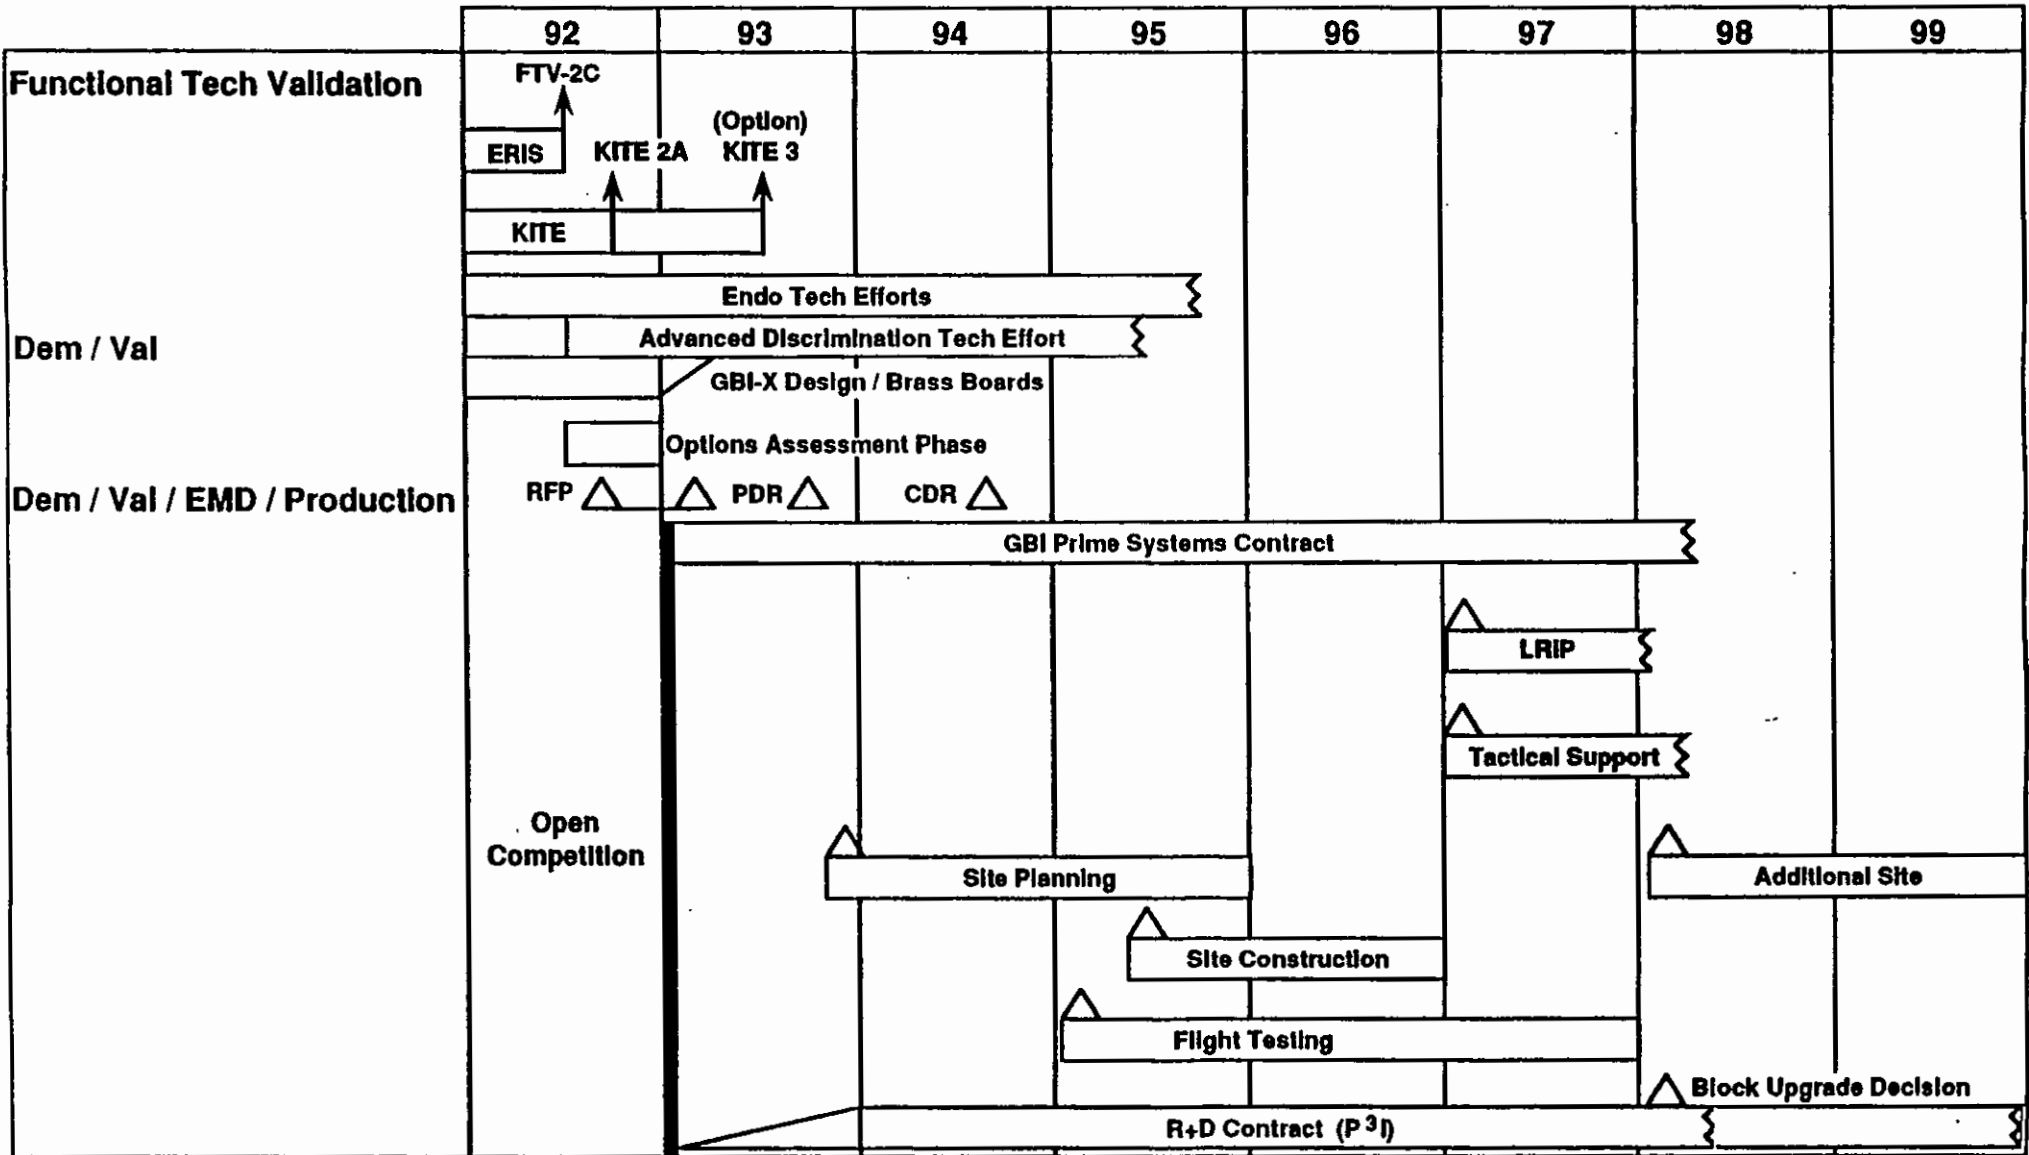 92 93 94 95 96 97 98 99
Functional Tech Validation
FTV-2C
(Option)
ERIS
KITE 2A
KITE 3
KITE
Endo Tech Efforts
Dem / Val
Advanced Discrimination Tech Effort
GBI-X Design / Brass Boards
Options Assessment Phase
Dem / Val / EMD / Production
RFP
PDR
CDR
GBI Prime Systems Contract
LRIP
Tactical Support
Open
Competition
Site Planning
Additional Site
Site Construction
Flight Testing
Block Upgrade Decision
R+D Contract (P³I)